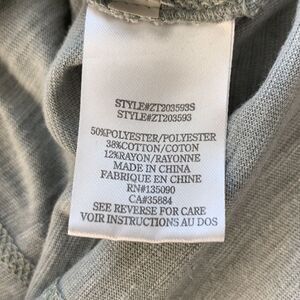 STYLE#ZT203593S
STYLE#ZT203593
50%POLYESTER/POLYESTER
38%COTTON/COTON
12%RAYON/RAYONNE
MADE IN CHINA
FABRIQUE EN CHINE
RN#135090
CA#35884
SEE REVERSE FOR CARE
VOIR INSTRUCTIONS AU DOS